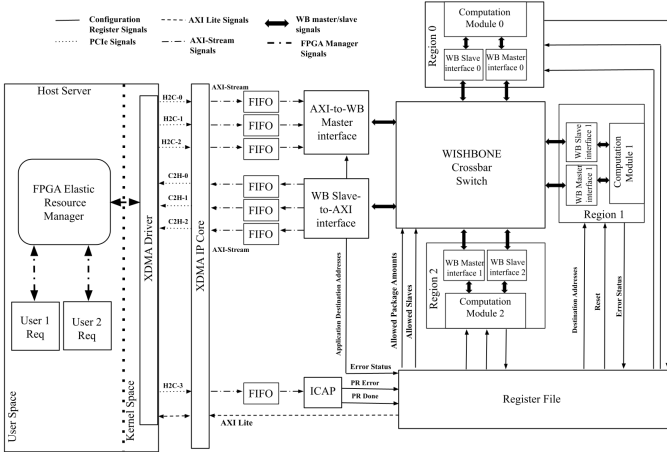 Configuration
Register Signals
PCIe Signals
AXI Lite Signals
AXI-Stream
Signals
WB master/slave
signals
FPGA Manager
Signals
Host Server
FPGA Elastic
Resource
Manager
User 1
Req
User 2
Req
User Space
Kernel Space
XDMA Driver
XDMA IP Core
H2C-0
H2C-1
H2C-2
C2H-0
C2H-1
C2H-2
H2C-3
AXI-Stream
FIFO
FIFO
FIFO
FIFO
FIFO
FIFO
AXI-Stream
AXI-to-WB
Master
interface
WB Slave-
to-AXI
interface
WISHBONE
Crossbar
Switch
Region 0
Computation
Module 0
WB Slave
interface 0
WB Master
interface 0
WB Slave
interface 1
WB Master
interface 1
Computation
Module 1
Region 1
Region 2
WB Master
interface 1
WB Slave
interface 2
Computation
Module 2
Application Destination Addresses
Allowed Package Amounts
Allowed Slaves
Destination Addresses
Reset
Error Status
Error Status
FIFO
ICAP
PR Error
PR Done
Register File
AXI Lite